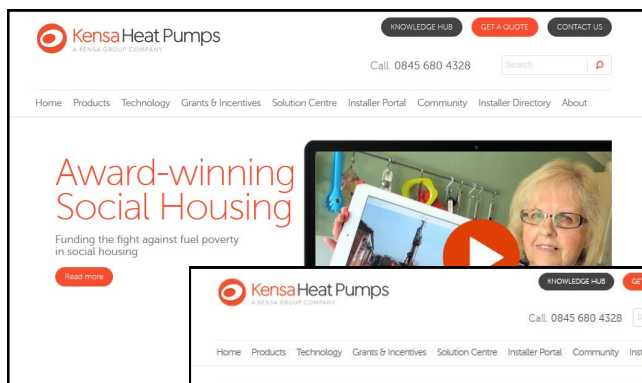 KNOWLEDGE HUB GET A QUOTE CONTACT US
Kensa Heat Pumps
A KENSA GROUP COMPANY
Call. 0845 680 4328 Search
Home Products Technology Grants & Incentives Solution Centre Installer Portal Community Installer Directory About
Award-winning
Social Housing
Funding the fight against fuel poverty
in social housing
Read more
KNOWLEDGE HUB GET
Kensa Heat Pumps
A KENSA GROUP COMPANY
Call. 0845 680 4328 S
Home Products Technology Grants & Incentives Solution Centre Installer Portal Community Inst